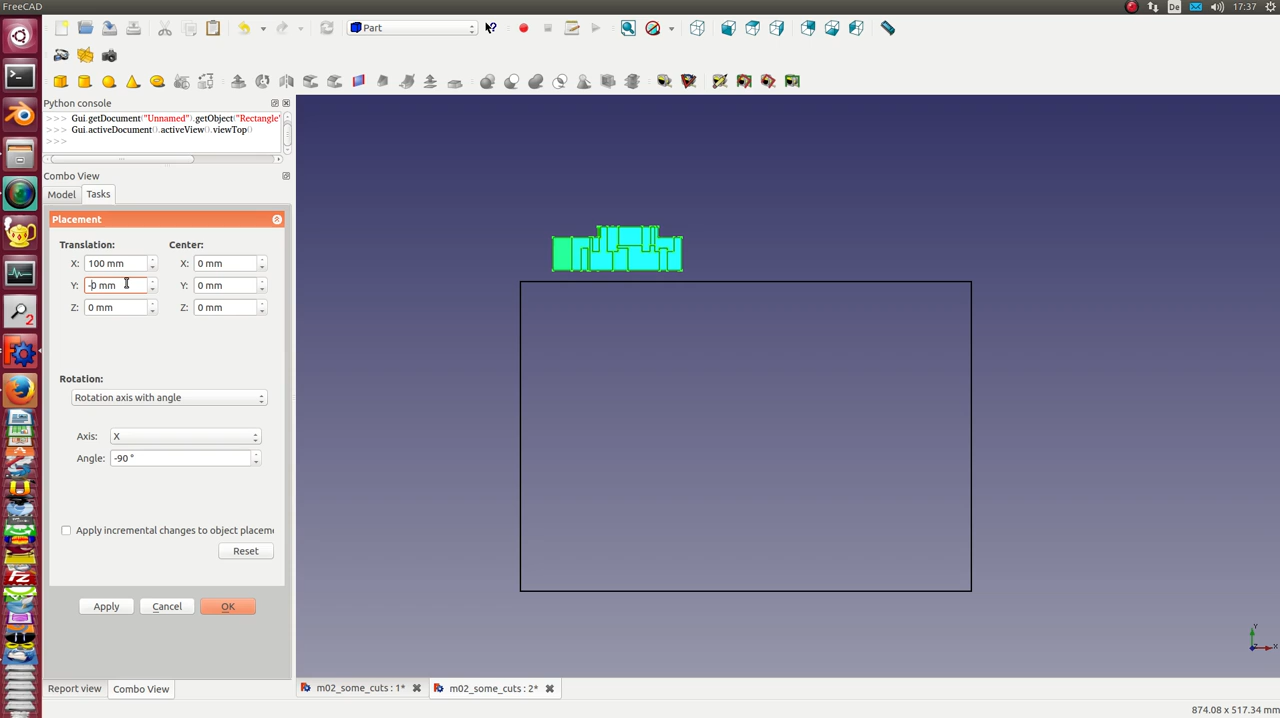 FreeCAD
De
17:37
Part
Python console
>>> Gui.getDocument("Unnamed").getObject("Rectangle"
>>> Gui.activeDocument().activeView().viewTop()
>>>
Combo View
Model
Tasks
Placement
Translation:
Center:
X: 100 mm
X: 0 mm
Y: -0 mm
Y: 0 mm
Z: 0 mm
Z: 0 mm
Rotation:
Rotation axis with angle
Axis: X
Angle: -90 °
Apply incremental changes to object placem
Reset
Apply
Cancel
OK
Report view
Combo View
m02_some_cuts : 1*
m02_some_cuts : 2*
Y
X
874.08 x 517.34 mm